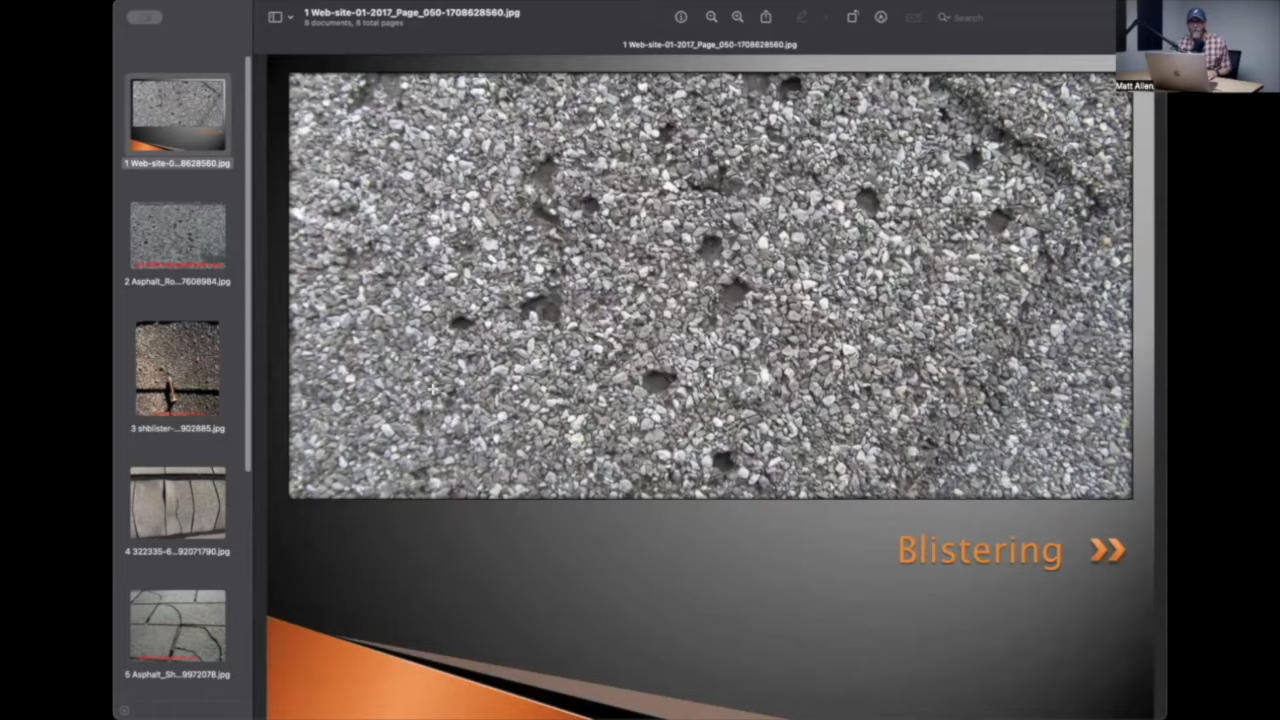 1 Web-site-01-2017_Page_050-1708628560.jpg
8 documents, 8 total pages
Search
1 Web-site-01-2017_Page_050-1708628560.jpg
Matt Allen
1 Web-site-0...8628560.jpg
2 Asphalt_Ro...7608984.jpg
3 shblister-...902885.jpg
4 322335-6...92071790.jpg
5 Asphalt_Sh...9972078.jpg
Blistering